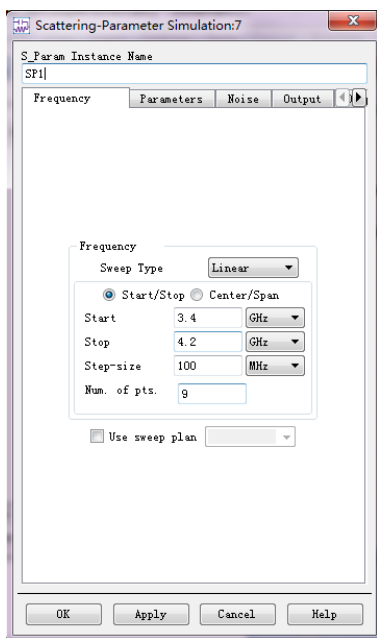 Scattering-Parameter Simulation:7
S_Param Instance Name
SP1
Frequency Parameters Noise Output
Frequency
Sweep Type Linear
Start/Stop Center/Span
Start 3.4 GHz
Stop 4.2 GHz
Step-size 100 MHz
Num. of pts. 9
Use sweep plan
OK Apply Cancel Help